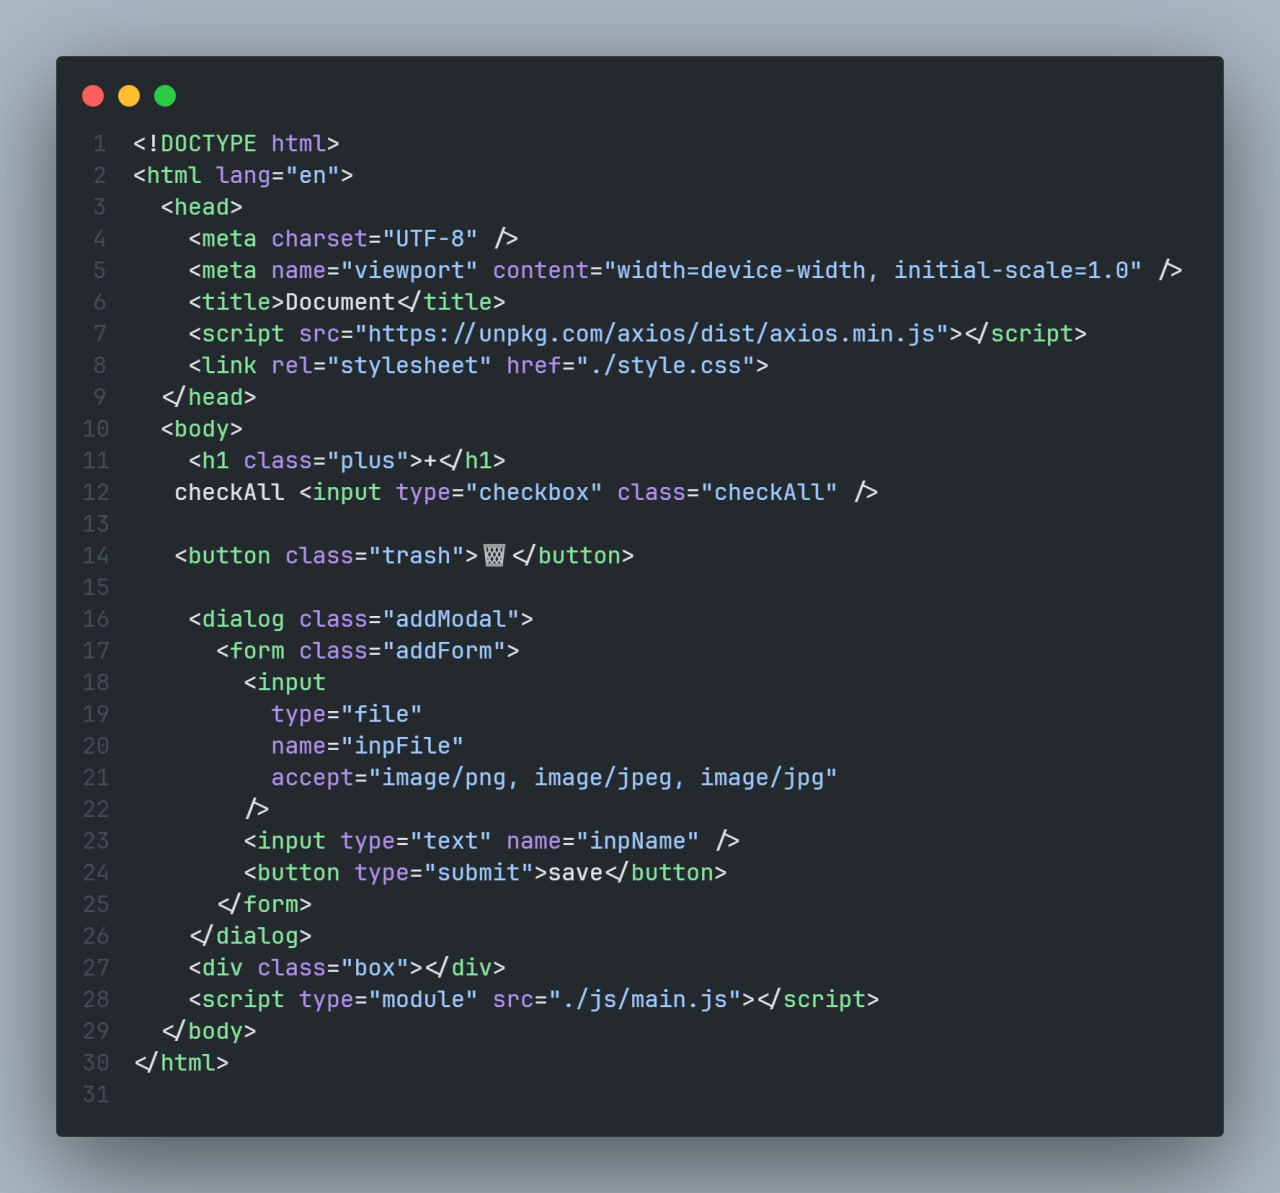 1 <!DOCTYPE html>
2 <html lang="en">
3   <head>
4     <meta charset="UTF-8" />
5     <meta name="viewport" content="width=device-width, initial-scale=1.0" />
6     <title>Document</title>
7     <script src="https://unpkg.com/axios/dist/axios.min.js"></script>
8     <link rel="stylesheet" href="./style.css">
9   </head>
10   <body>
11     <h1 class="plus">+</h1>
12    checkAll <input type="checkbox" class="checkAll" />
13
14    <button class="trash">🗑</button>
15
16     <dialog class="addModal">
17       <form class="addForm">
18         <input
19           type="file"
20           name="inpFile"
21           accept="image/png, image/jpeg, image/jpg"
22         />
23         <input type="text" name="inpName" />
24         <button type="submit">save</button>
25       </form>
26     </dialog>
27     <div class="box"></div>
28     <script type="module" src="./js/main.js"></script>
29   </body>
30 </html>
31